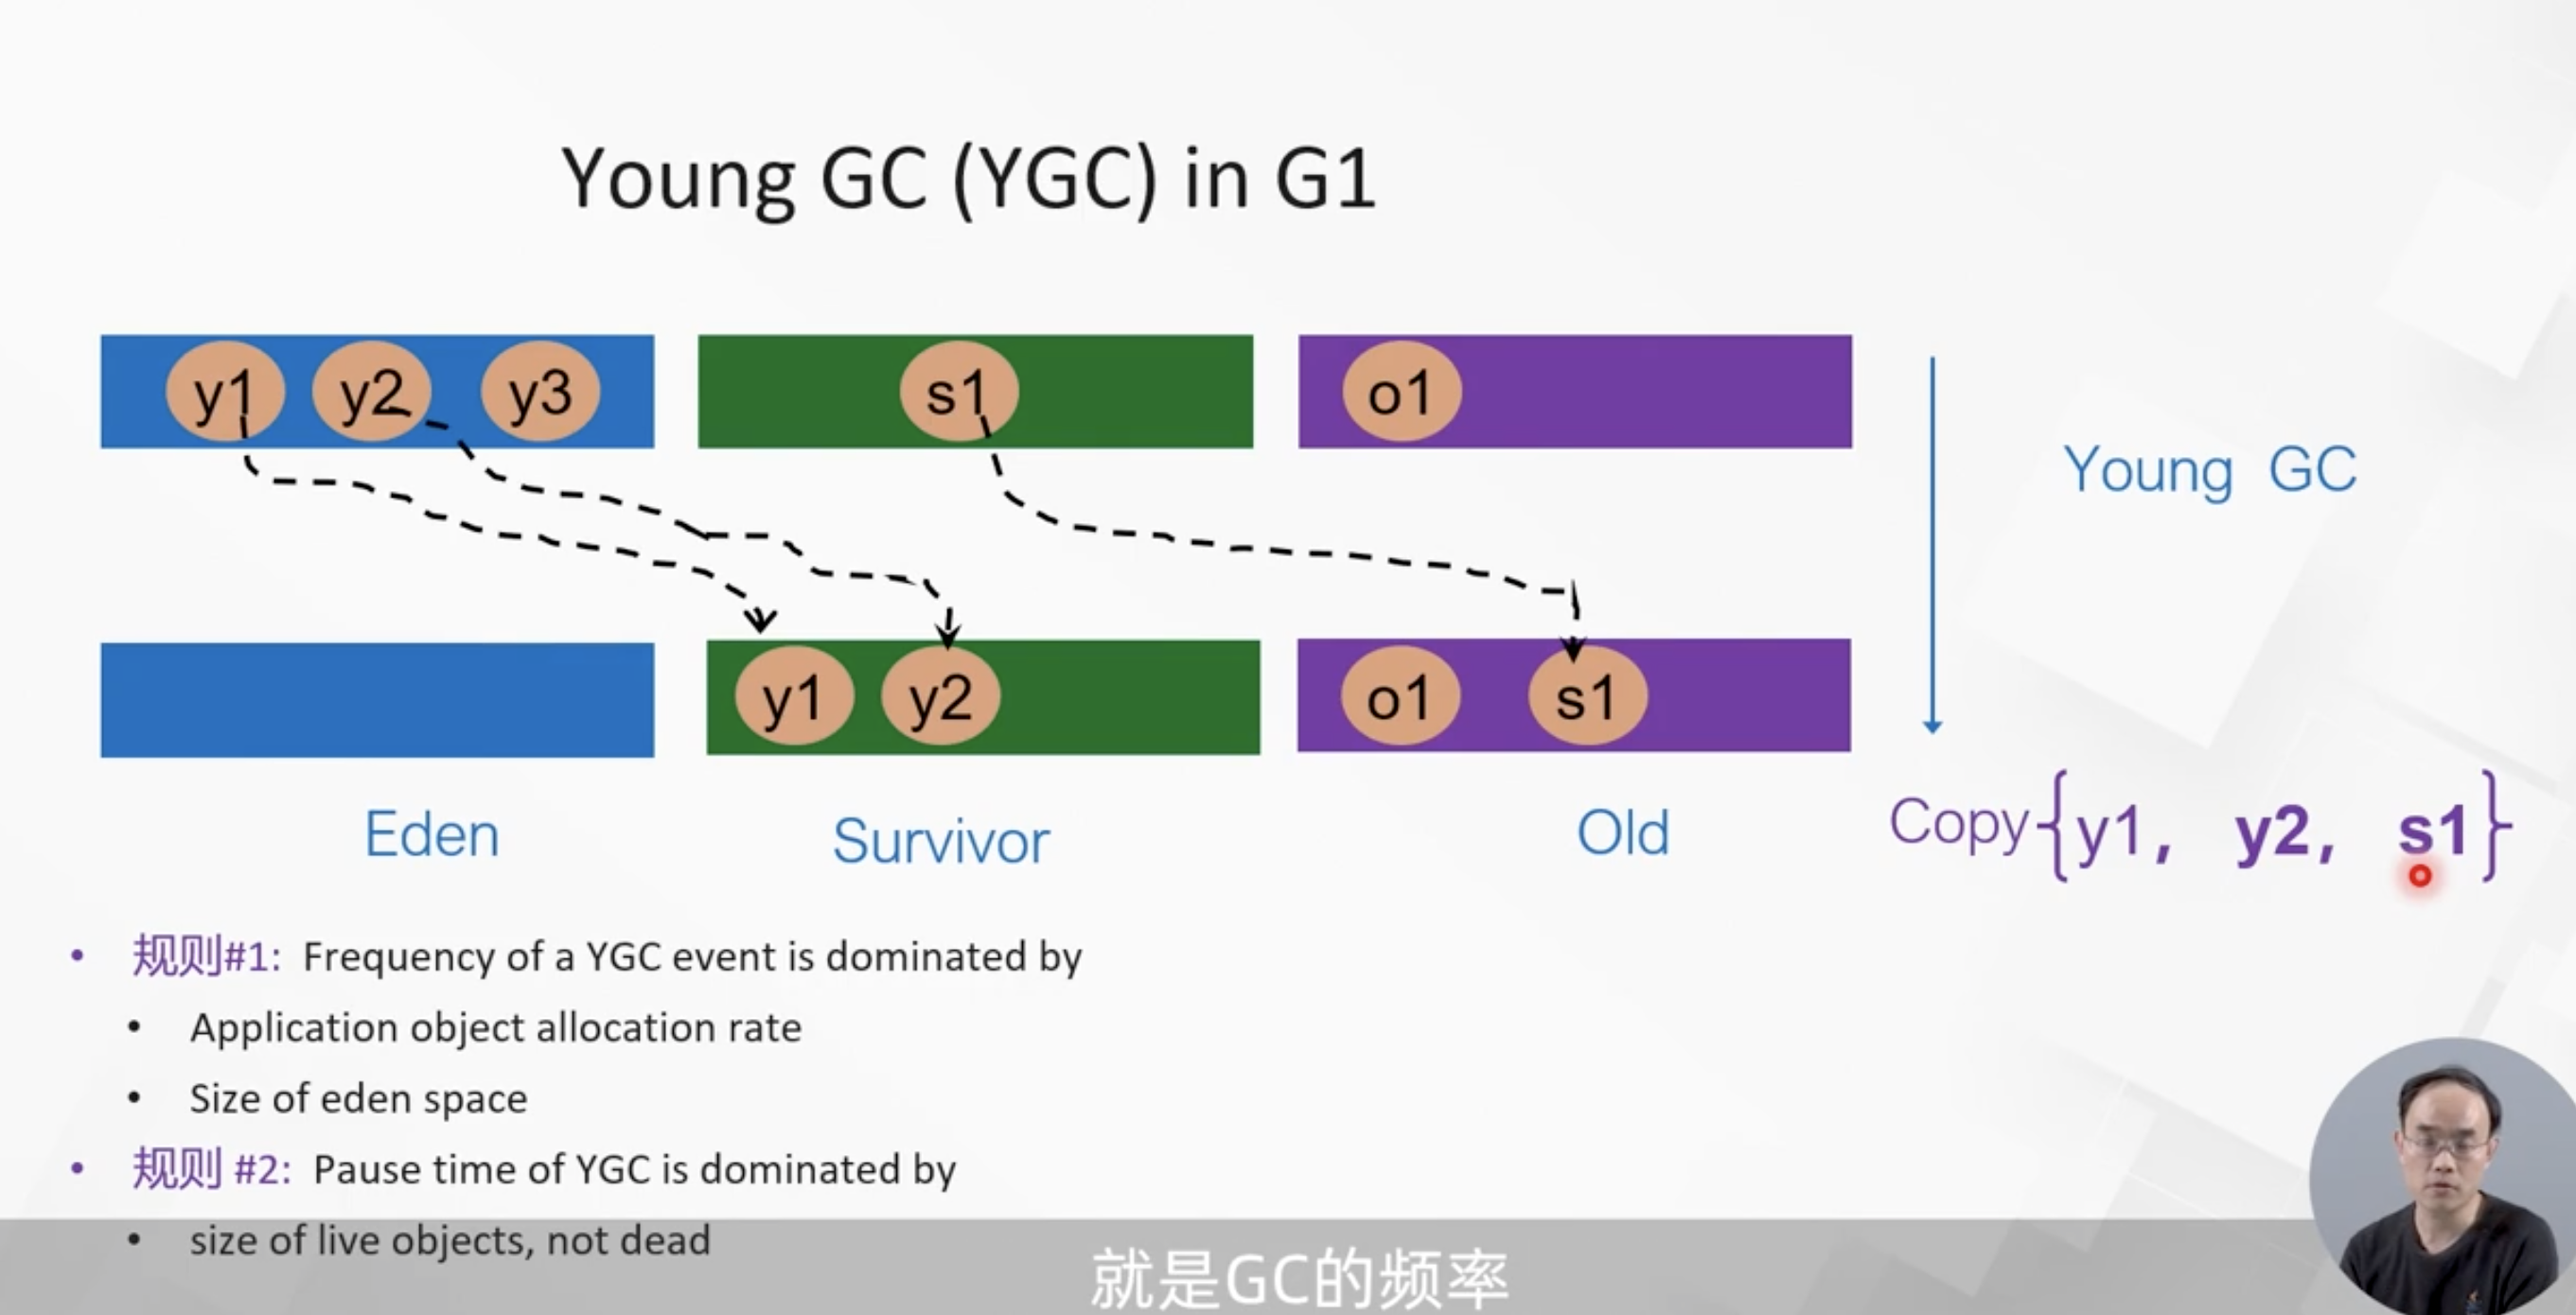 Young GC (YGC) in G1
y1 y2 y3 s1 o1
Young GC
y1 y2 o1 s1
Eden Survivor Old
Copy{y1, y2, s1}
• 规则#1: Frequency of a YGC event is dominated by
• Application object allocation rate
• Size of eden space
• 规则 #2: Pause time of YGC is dominated by
• size of live objects, not dead
就是GC的频率